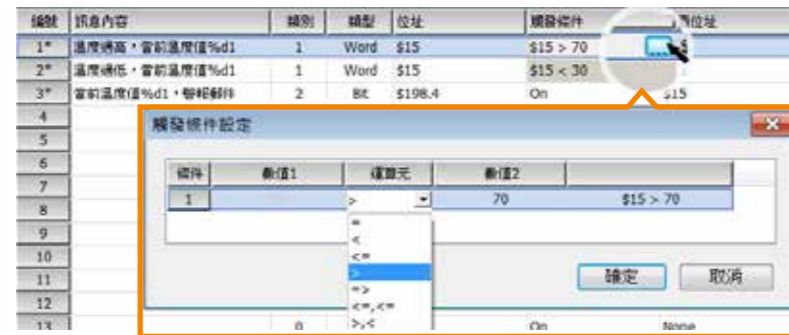 編號 訊息內容 類別 類型 位址 觸發條件 位址
1* 溫度過高，當前溫度值%d1 1 Word $15 $15 > 70 ...
2* 溫度過低，當前溫度值%d1 1 Word $15 $15 < 30
3* 當前溫度值%d1，警報郵件 2 Bit $198.4 On $15
4
5
6
7
8
9
10
11
12
13 0 On None
觸發條件設定
條件 數值1 運算元 數值2
1 > 70 $15 > 70
=
<
<=
>
=>
<=,<=
>,<
確定 取消